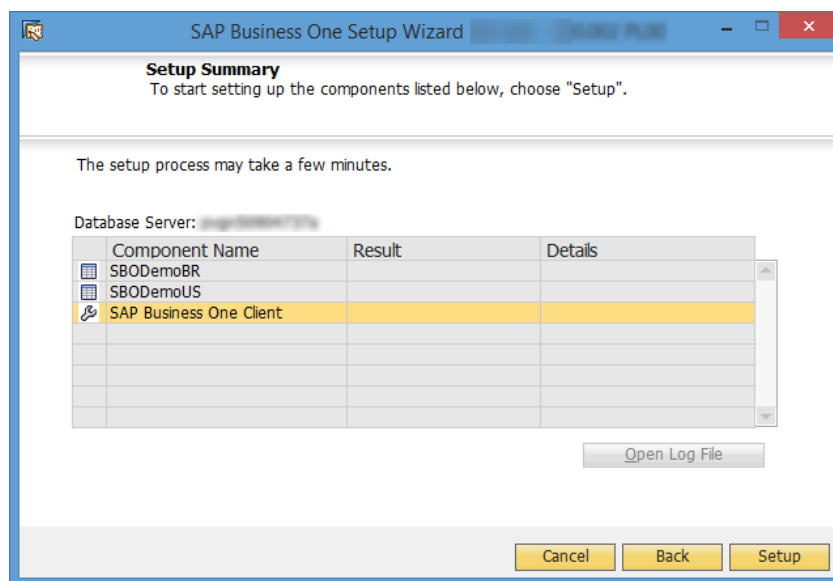 SAP Business One Setup Wizard
Setup Summary
To start setting up the components listed below, choose "Setup".
The setup process may take a few minutes.
Database Server:
Component Name Result Details
SBODemoBR
SBODemoUS
SAP Business One Client
Open Log File
Cancel Back Setup